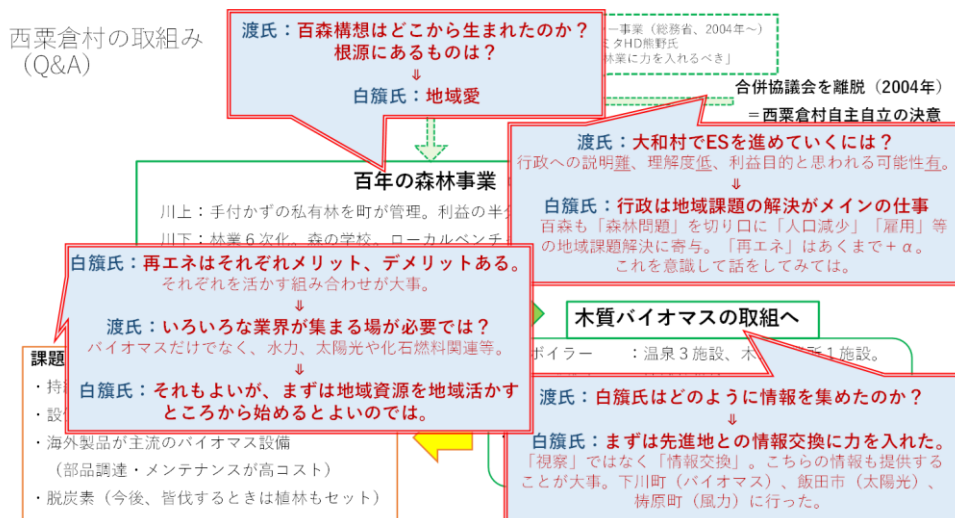 西粟倉村の取組み
（Q&A）
渡氏：百森構想はどこから生まれたのか？
根源にあるものは？
⇓
白籏氏：地域愛
ー事業（総務省、2004年～）
ミタHD熊野氏
林業に力を入れるべき」
合併協議会を離脱（2004年）
＝西粟倉村自主自立の決意
渡氏：大和村でESを進めていくには？
行政への説明難、理解度低、利益目的と思われる可能性有。
⇓
白籏氏：行政は地域課題の解決がメインの仕事
百森も「森林問題」を切り口に「人口減少」「雇用」等
の地域課題解決に寄与。「再エネ」はあくまで＋α。
これを意識して話をしてみては。
百年の森林事業
川上：手付かずの私有林を町が管理。利益の半分
川下：林業６次化。森の学校、ローカルベンチ
白籏氏：再エネはそれぞれメリット、デメリットある。
それぞれを活かす組み合わせが大事。
⇓
渡氏：いろいろな業界が集まる場が必要では？
バイオマスだけでなく、水力、太陽光や化石燃料関連等。
⇓
白籏氏：それもよいが、まずは地域資源を地域活かす
ところから始めるとよいのでは。
木質バイオマスの取組へ
ボイラー　：温泉３施設、木　所１施設。
渡氏：白籏氏はどのように情報を集めたのか？
⇓
白籏氏：まずは先進地との情報交換に力を入れた。
「視察」ではなく「情報交換」。こちらの情報も提供する
ことが大事。下川町（バイオマス）、飯田市（太陽光）、
梼原町（風力）に行った。
課題
・持
・設
・海外製品が主流のバイオマス設備
（部品調達・メンテナンスが高コスト）
・脱炭素（今後、皆伐するときは植林もセット）